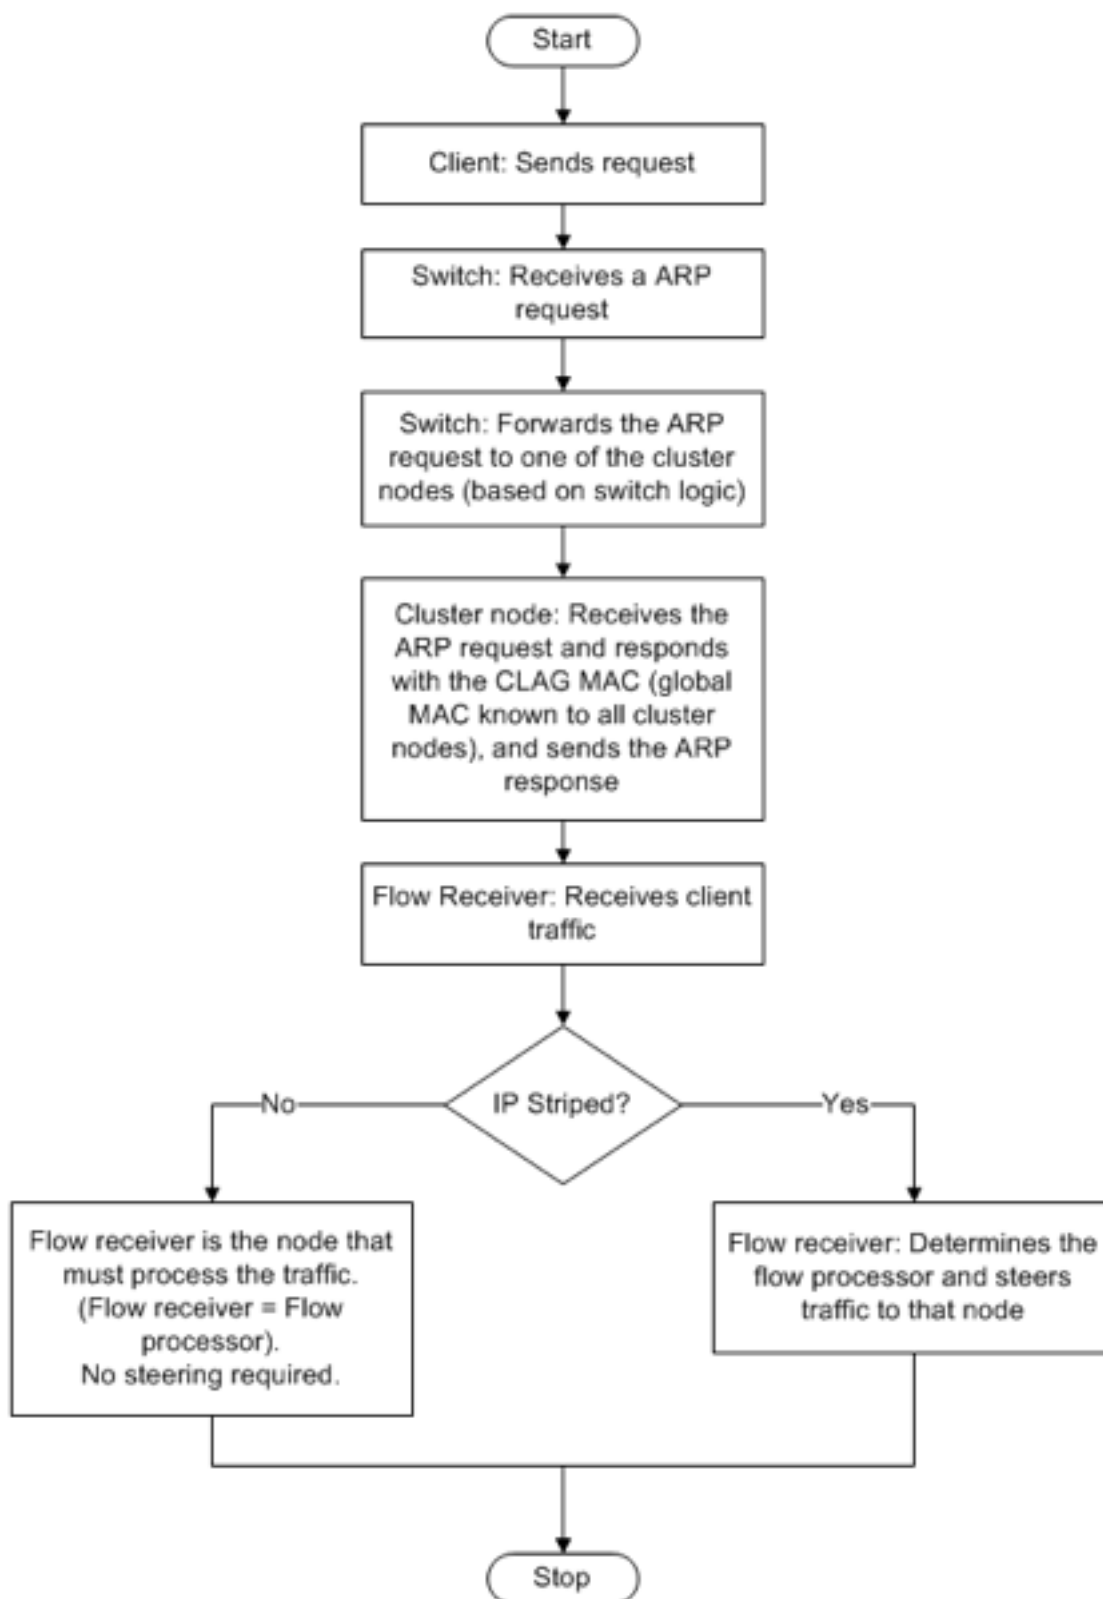 Start
Client: Sends request
Switch: Receives a ARP
request
Switch: Forwards the ARP
request to one of the cluster
nodes (based on switch logic)
Cluster node: Receives the
ARP request and responds
with the CLAG MAC (global
MAC known to all cluster
nodes), and sends the ARP
response
Flow Receiver: Receives client
traffic
IP Striped?
No
Yes
Flow receiver is the node that
must process the traffic.
(Flow receiver = Flow
processor).
No steering required.
Flow receiver: Determines the
flow processor and steers
traffic to that node
Stop